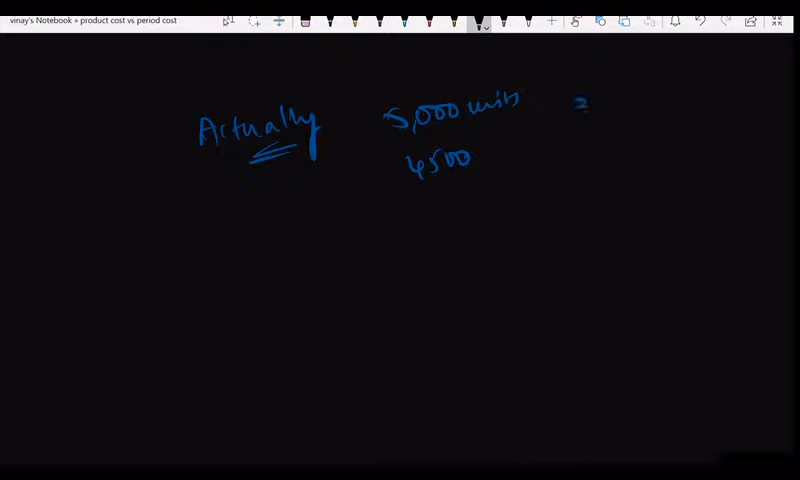 vinay's Notebook » product cost vs period cost
Actually 5,000 units =
4500